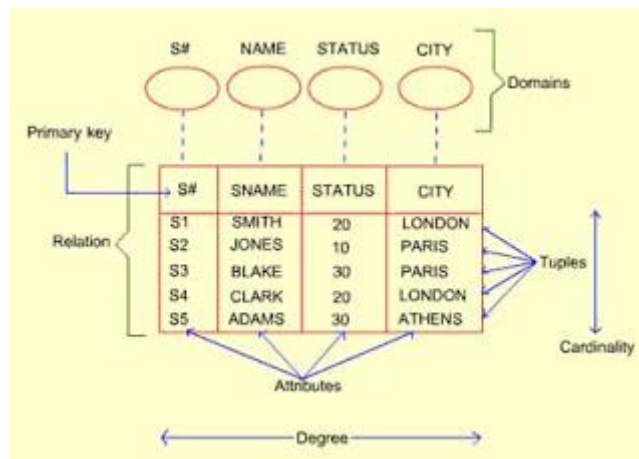 S# NAME STATUS CITY
Domains
Primary key
S# SNAME STATUS CITY
S1 SMITH 20 LONDON
S2 JONES 10 PARIS
Relation
S3 BLAKE 30 PARIS
Tuples
S4 CLARK 20 LONDON
S5 ADAMS 30 ATHENS
Cardinality
Attributes
Degree